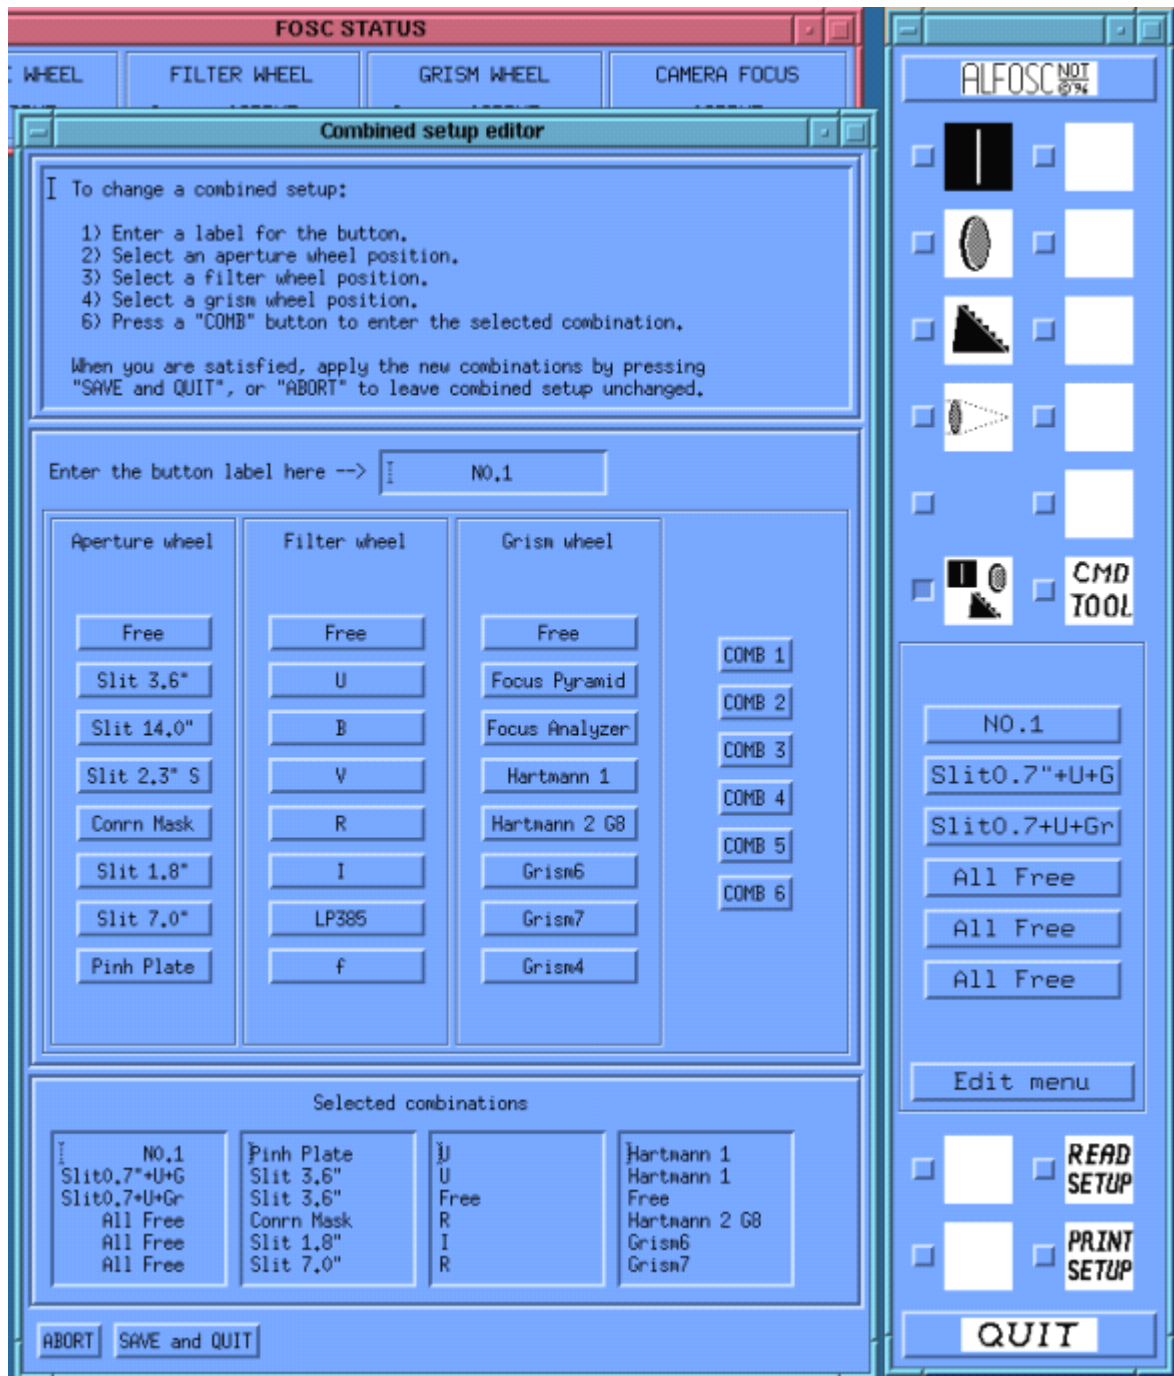 FOSC STATUS
WHEEL
FILTER WHEEL
GRISM WHEEL
CAMERA FOCUS
Combined setup editor
To change a combined setup:
1) Enter a label for the button.
2) Select an aperture wheel position.
3) Select a filter wheel position.
4) Select a grism wheel position.
6) Press a "COMB" button to enter the selected combination.
When you are satisfied, apply the new combinations by pressing
"SAVE and QUIT", or "ABORT" to leave combined setup unchanged.
Enter the button label here --> NO.1
Aperture wheel
Free
Slit 3.6"
Slit 14.0"
Slit 2.3" S
Conrn Mask
Slit 1.8"
Slit 7.0"
Pinh Plate
Filter wheel
Free
U
B
V
R
I
LP385
f
Grism wheel
Free
Focus Pyramid
Focus Analyzer
Hartmann 1
Hartmann 2 G8
Grism6
Grism7
Grism4
COMB 1
COMB 2
COMB 3
COMB 4
COMB 5
COMB 6
Selected combinations
NO.1 Pinh Plate U Hartmann 1
Slit0.7"+U+G Slit 3.6" U Hartmann 1
Slit0.7+U+Gr Slit 3.6" Free Free
All Free Conrn Mask R Hartmann 2 G8
All Free Slit 1.8" I Grism6
All Free Slit 7.0" R Grism7
ABORT
SAVE and QUIT
ALFOSC NOT ©'96
CMD
TOOL
NO.1
Slit0.7"+U+G
Slit0.7+U+Gr
All Free
All Free
All Free
Edit menu
READ
SETUP
PRINT
SETUP
QUIT